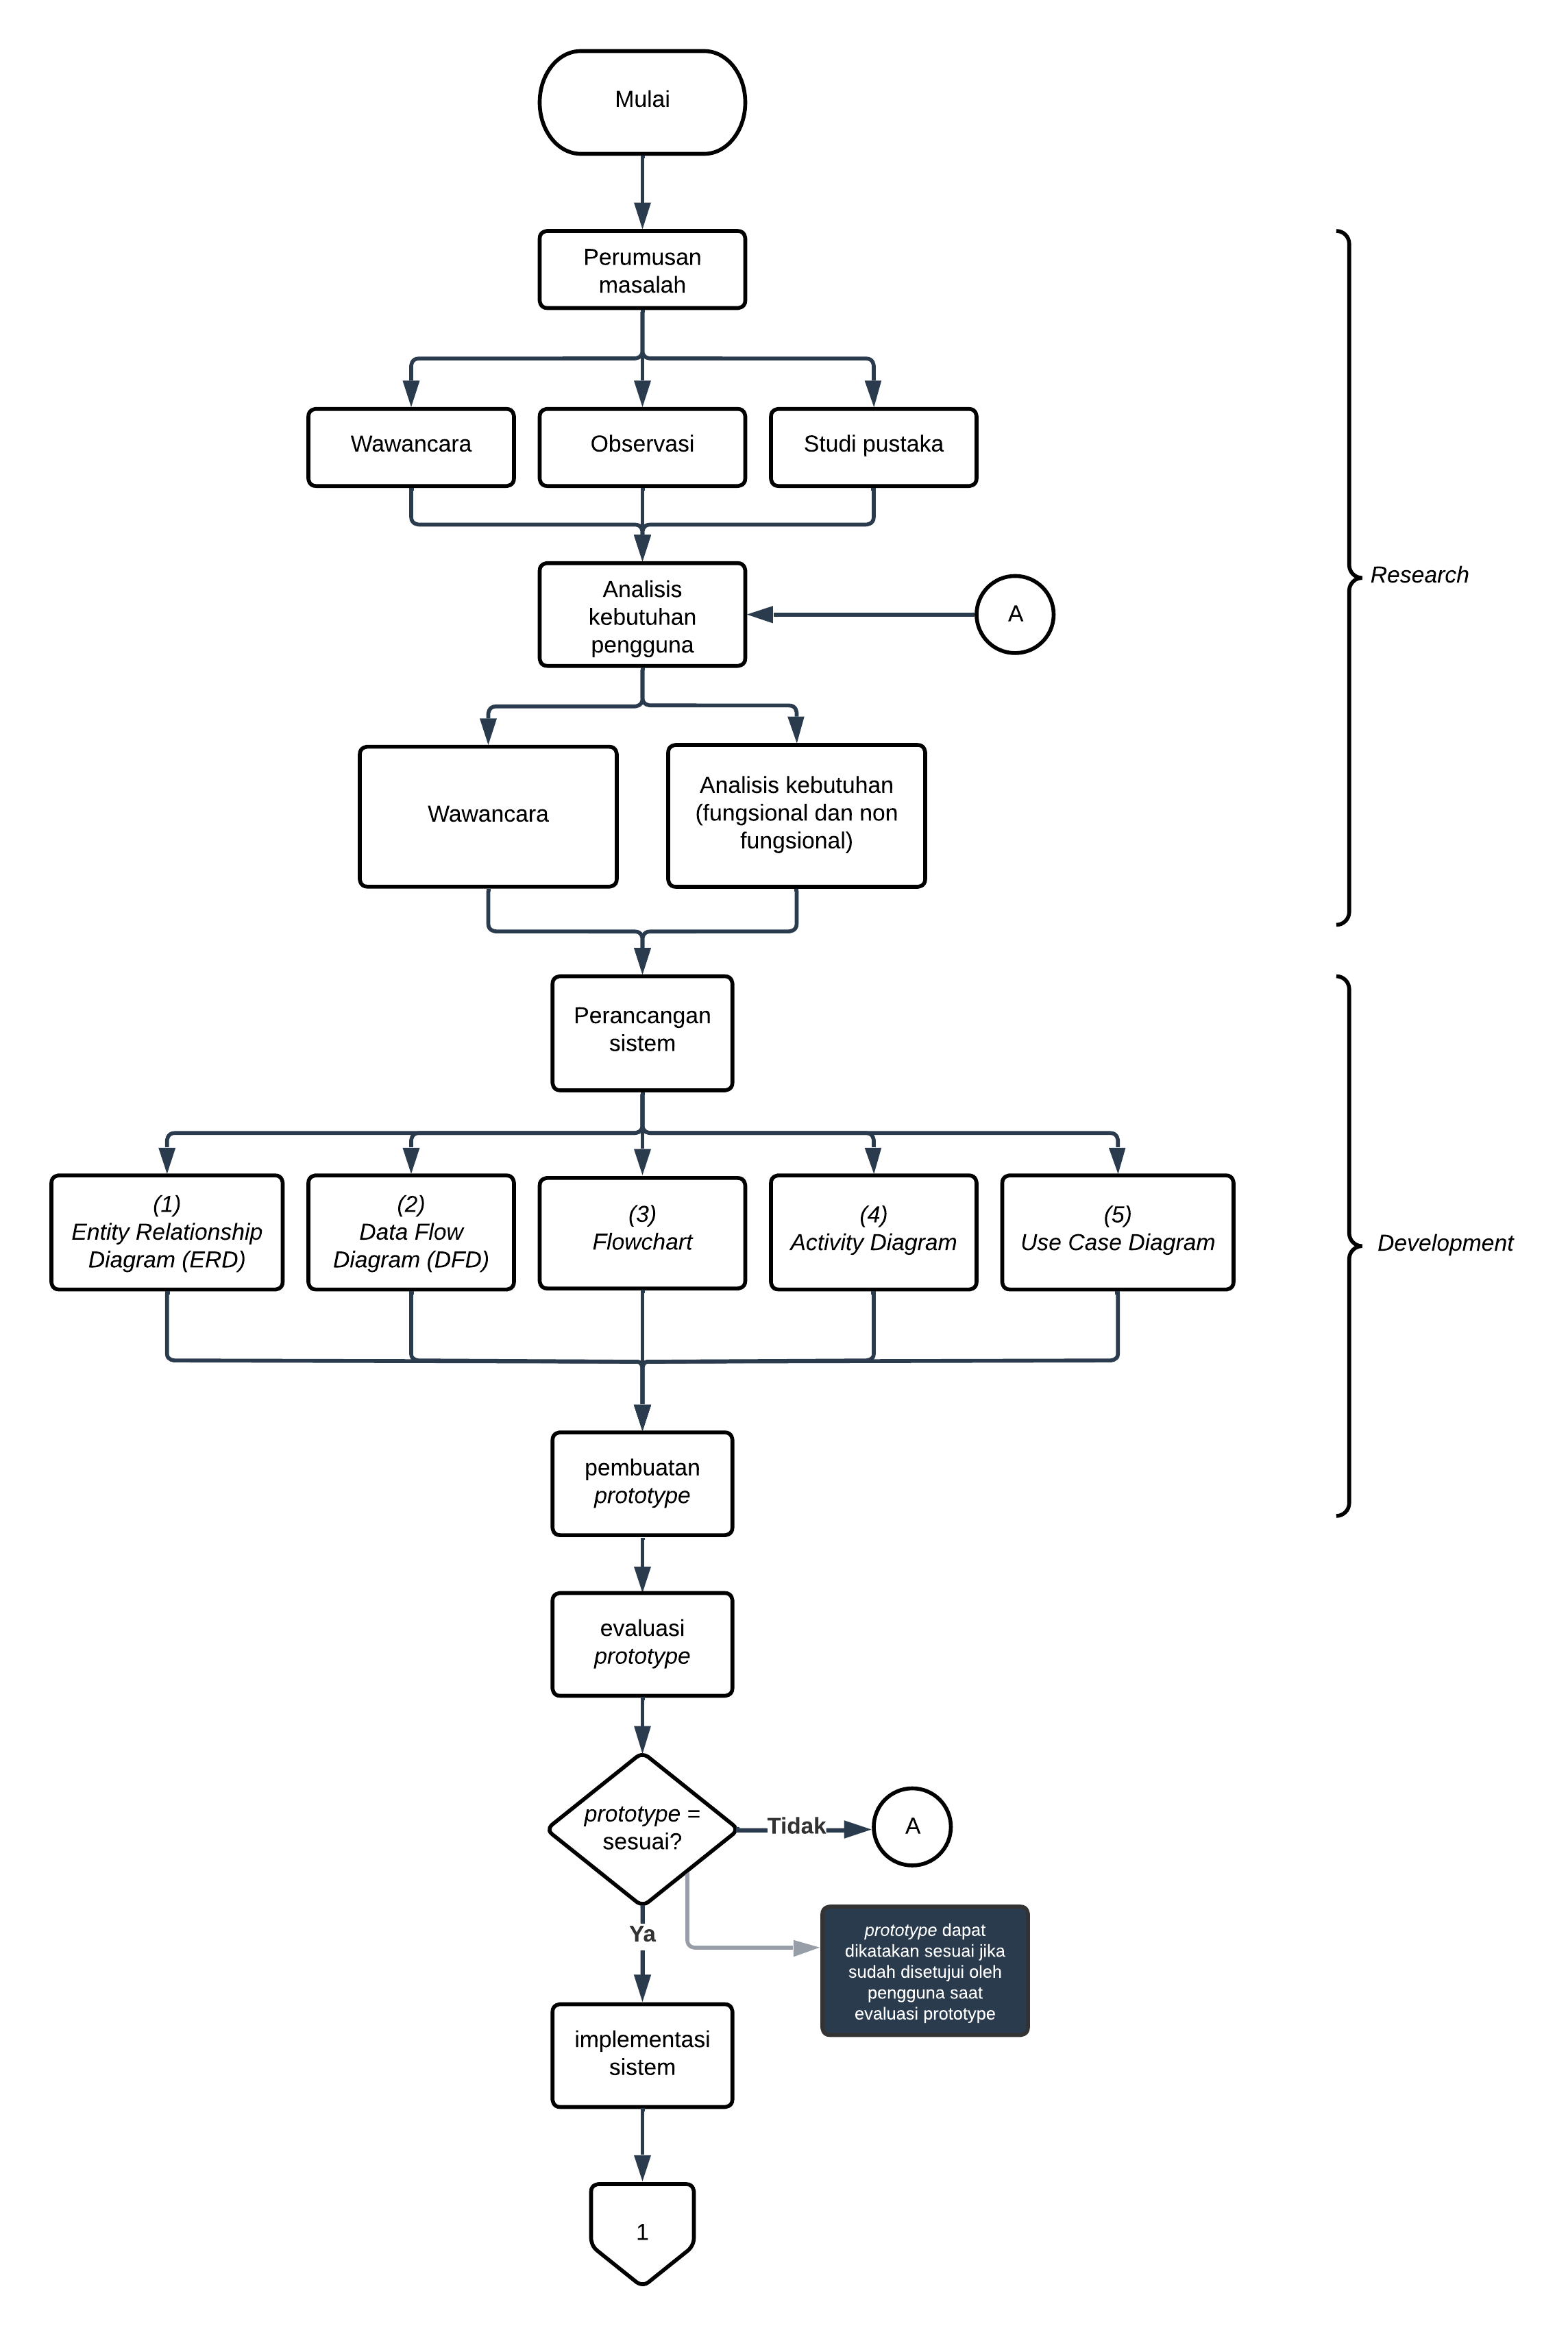 Mulai
Perumusan
masalah
Wawancara
Observasi
Studi pustaka
Analisis
kebutuhan
pengguna
A
Research
Wawancara
Analisis kebutuhan
(fungsional dan non
fungsional)
Perancangan
sistem
(1)
Entity Relationship
Diagram (ERD)
(2)
Data Flow
Diagram (DFD)
(3)
Flowchart
(4)
Activity Diagram
(5)
Use Case Diagram
Development
pembuatan
prototype
evaluasi
prototype
prototype =
sesuai?
Tidak
A
Ya
prototype dapat
dikatakan sesuai jika
sudah disetujui oleh
pengguna saat
evaluasi prototype
implementasi
sistem
1